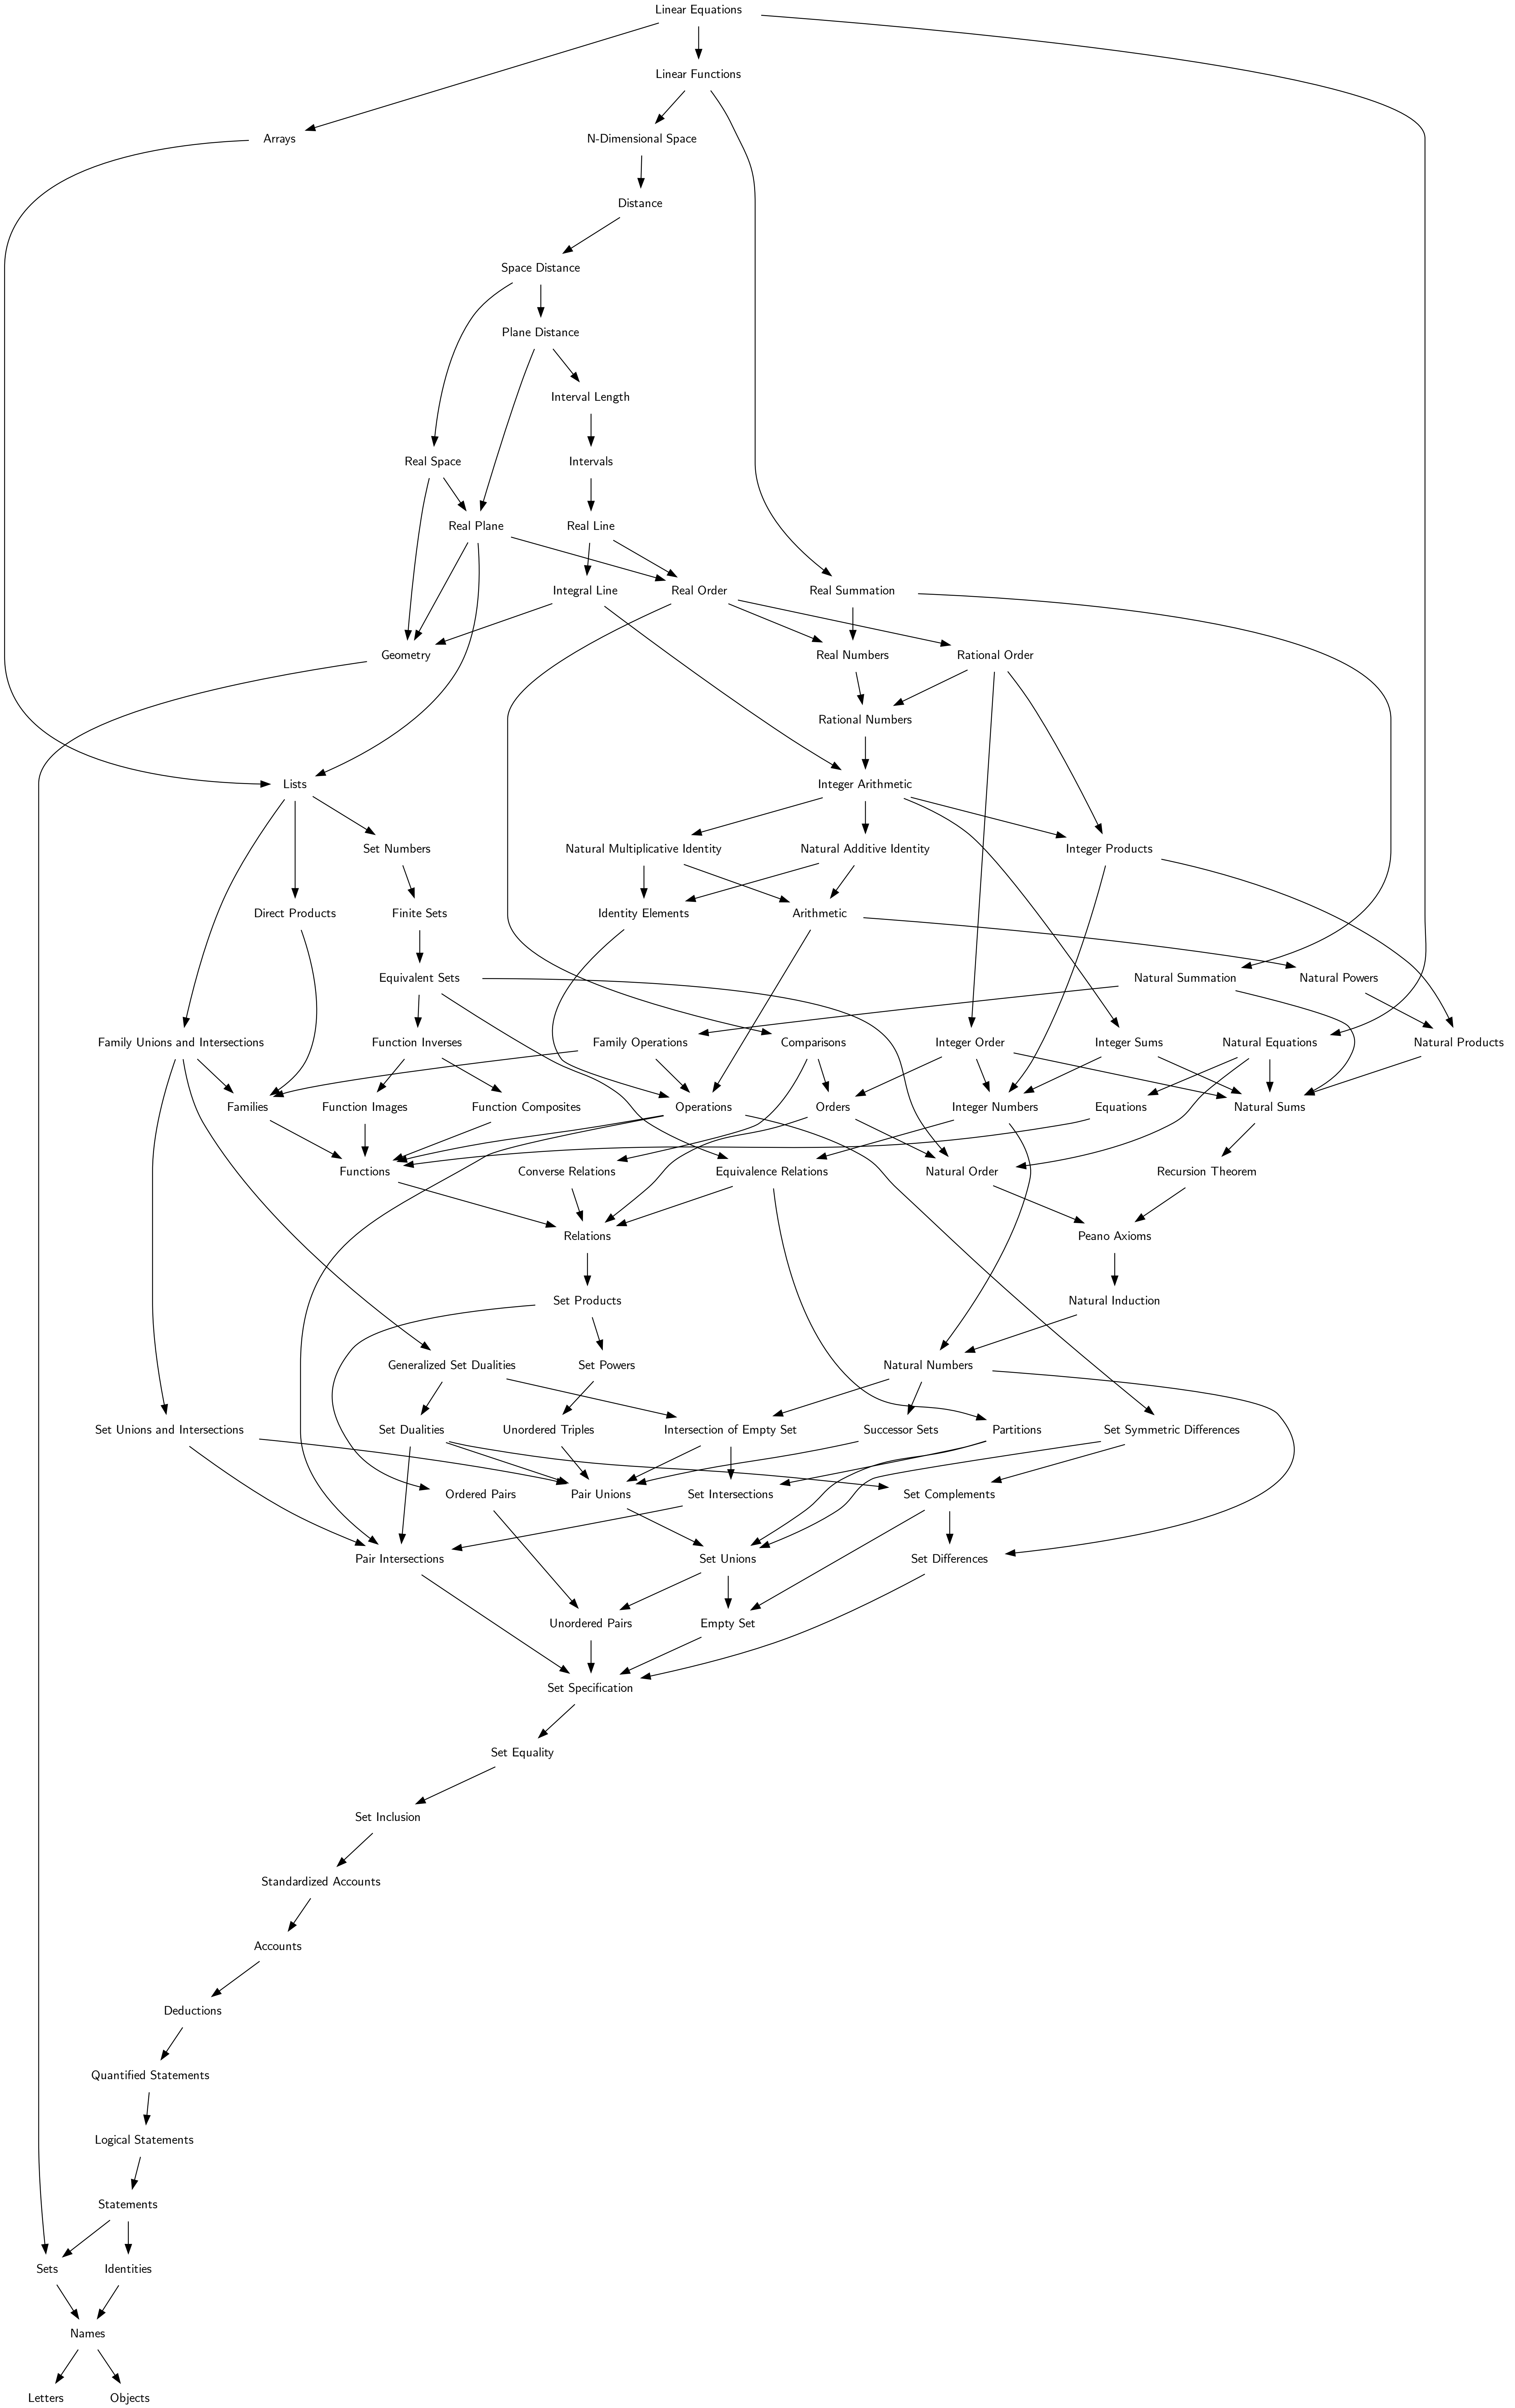 Linear Equations
Linear Functions
Arrays
N-Dimensional Space
Distance
Space Distance
Plane Distance
Interval Length
Real Space
Intervals
Real Plane
Real Line
Integral Line
Real Order
Real Summation
Geometry
Real Numbers
Rational Order
Rational Numbers
Lists
Integer Arithmetic
Set Numbers
Natural Multiplicative Identity
Natural Additive Identity
Integer Products
Direct Products
Finite Sets
Identity Elements
Arithmetic
Equivalent Sets
Natural Summation
Natural Powers
Family Unions and Intersections
Function Inverses
Family Operations
Comparisons
Integer Order
Integer Sums
Natural Equations
Natural Products
Families
Function Images
Function Composites
Operations
Orders
Integer Numbers
Equations
Natural Sums
Functions
Converse Relations
Equivalence Relations
Natural Order
Recursion Theorem
Relations
Peano Axioms
Set Products
Natural Induction
Generalized Set Dualities
Set Powers
Natural Numbers
Set Unions and Intersections
Set Dualities
Unordered Triples
Intersection of Empty Set
Successor Sets
Partitions
Set Symmetric Differences
Ordered Pairs
Pair Unions
Set Intersections
Set Complements
Pair Intersections
Set Unions
Set Differences
Unordered Pairs
Empty Set
Set Specification
Set Equality
Set Inclusion
Standardized Accounts
Accounts
Deductions
Quantified Statements
Logical Statements
Statements
Sets
Identities
Names
Letters
Objects